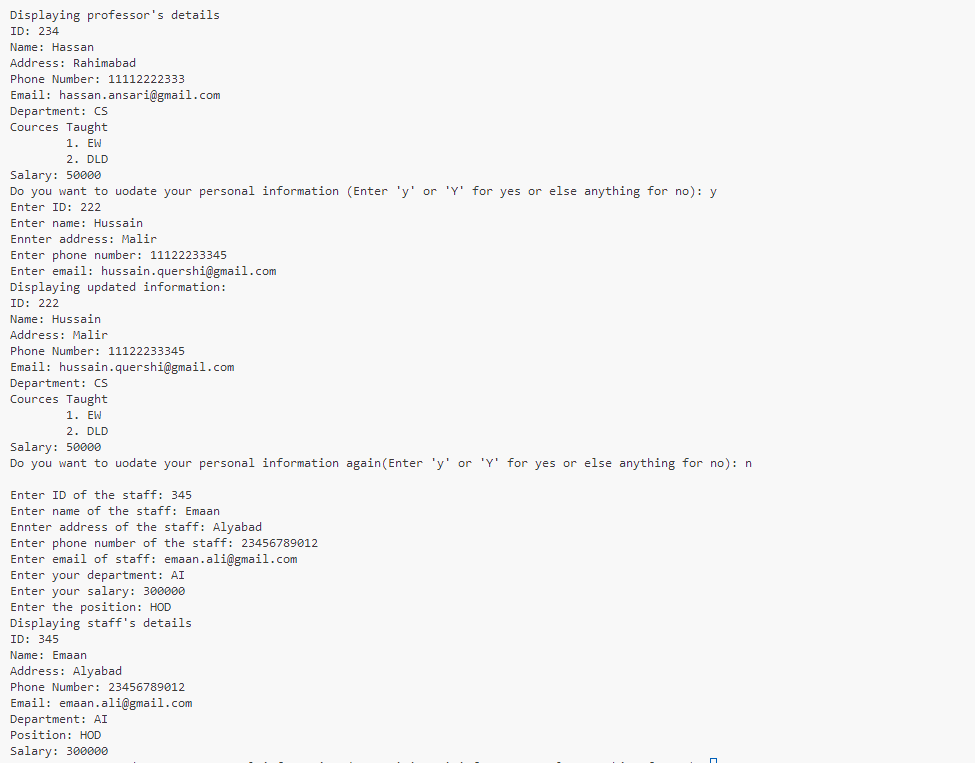 Displaying professor's details
ID: 234
Name: Hassan
Address: Rahimabad
Phone Number: 11112222333
Email: hassan.ansari@gmail.com
Department: CS
Cources Taught
1. EW
2. DLD
Salary: 50000
Do you want to uodate your personal information (Enter 'y' or 'Y' for yes or else anything for no): y
Enter ID: 222
Enter name: Hussain
Ennter address: Malir
Enter phone number: 11122233345
Enter email: hussain.quershi@gmail.com
Displaying updated information:
ID: 222
Name: Hussain
Address: Malir
Phone Number: 11122233345
Email: hussain.quershi@gmail.com
Department: CS
Cources Taught
1. EW
2. DLD
Salary: 50000
Do you want to uodate your personal information again(Enter 'y' or 'Y' for yes or else anything for no): n
Enter ID of the staff: 345
Enter name of the staff: Emaan
Ennter address of the staff: Alyabad
Enter phone number of the staff: 23456789012
Enter email of staff: emaan.ali@gmail.com
Enter your department: AI
Enter your salary: 300000
Enter the position: HOD
Displaying staff's details
ID: 345
Name: Emaan
Address: Alyabad
Phone Number: 23456789012
Email: emaan.ali@gmail.com
Department: AI
Position: HOD
Salary: 300000